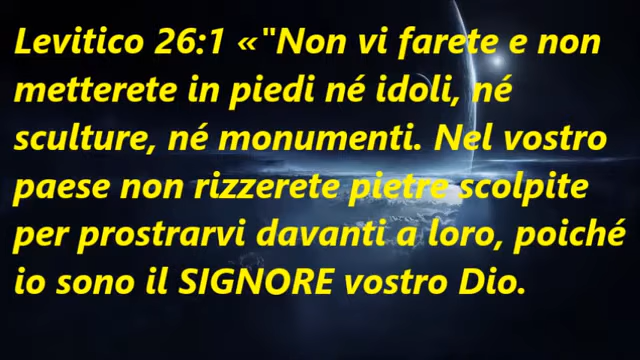 Levitico 26:1 «"Non vi farete e non
metterete in piedi né idoli, né
sculture, né monumenti. Nel vostro
paese non rizzerete pietre scolpite
per prostrarvi davanti a loro, poiché
io sono il SIGNORE vostro Dio.